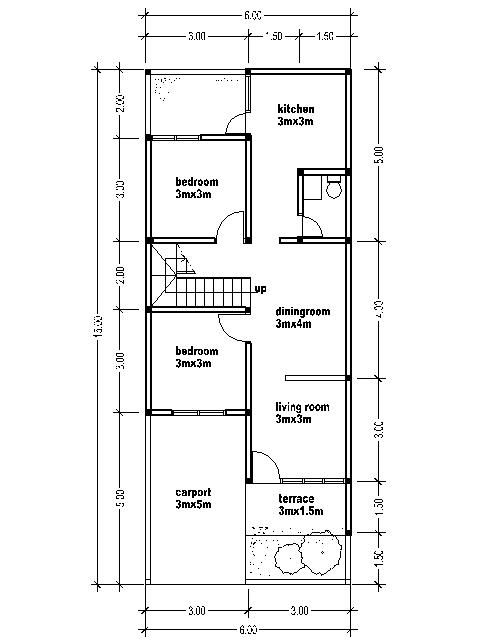 6.00
3.00 1.50 1.50
kitchen
3mx3m
2.00
5.00
bedroom
3mx3m
3.00
2.00
up
diningroom
3mx4m
4.00
15.00
bedroom
3mx3m
3.00
living room
3mx3m
3.00
carport
3mx5m
terrace
3mx1.5m
5.00
1.50
1.50
3.00 3.00
6.00